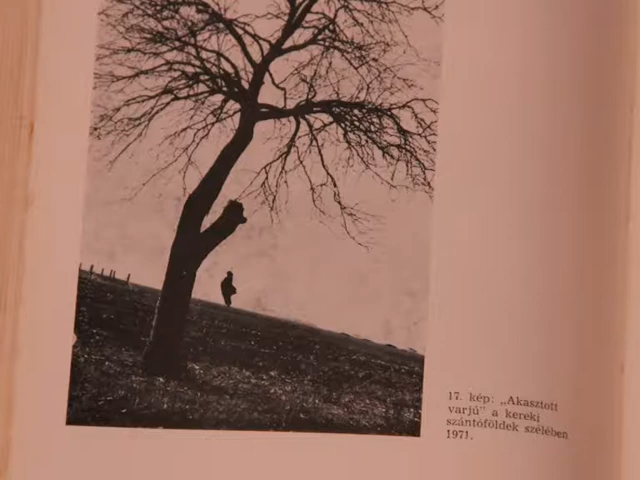 17. kép: „Akasztott
varjú” a kereki
szántóföldek szélében
1971.